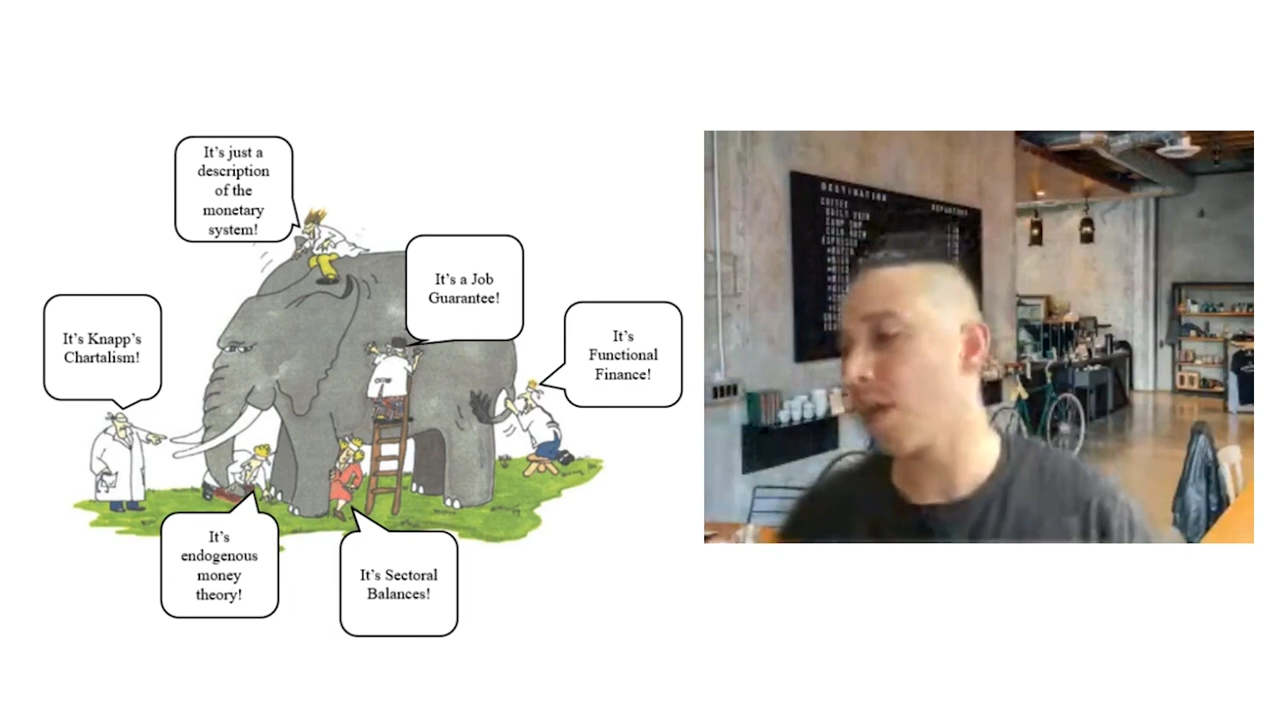 It's just a
description
of the
monetary
system!
It's a Job
Guarantee!
It's Knapp's
Chartalism!
It's
Functional
Finance!
It's
endogenous
money
theory!
It's Sectoral
Balances!
DESTINATION
COFFEE
ESPRESSO